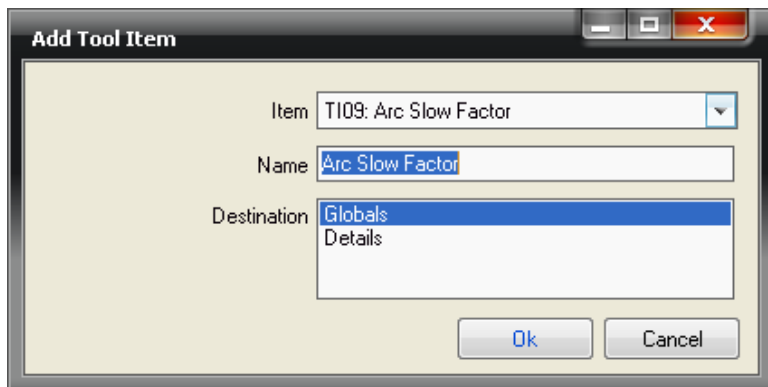 Add Tool Item
Item TI09: Arc Slow Factor
Name Arc Slow Factor
Destination Globals
Details
Ok Cancel